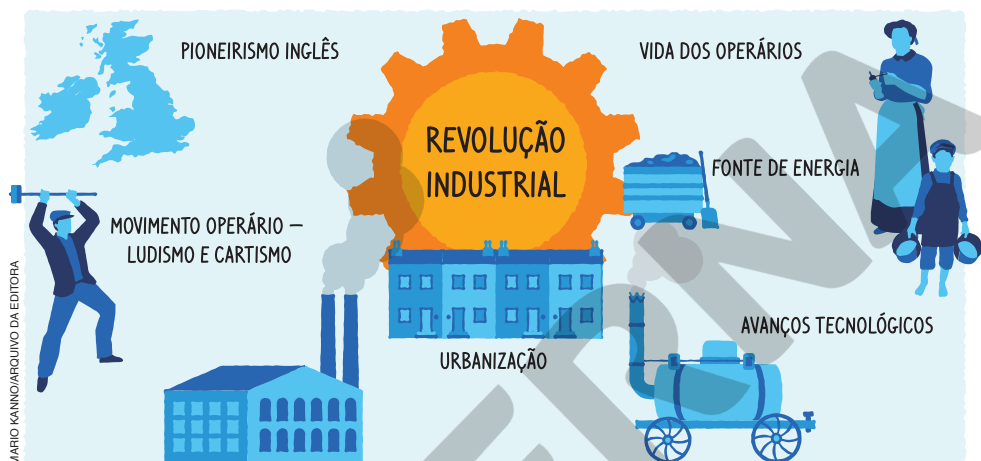 PIONEIRISMO INGLÊS
VIDA DOS OPERÁRIOS
REVOLUÇÃO
INDUSTRIAL
FONTE DE ENERGIA
MOVIMENTO OPERÁRIO –
LUDISMO E CARTISMO
AVANÇOS TECNOLÓGICOS
URBANIZAÇÃO
MARIO KANNO/ARQUIVO DA EDITORA